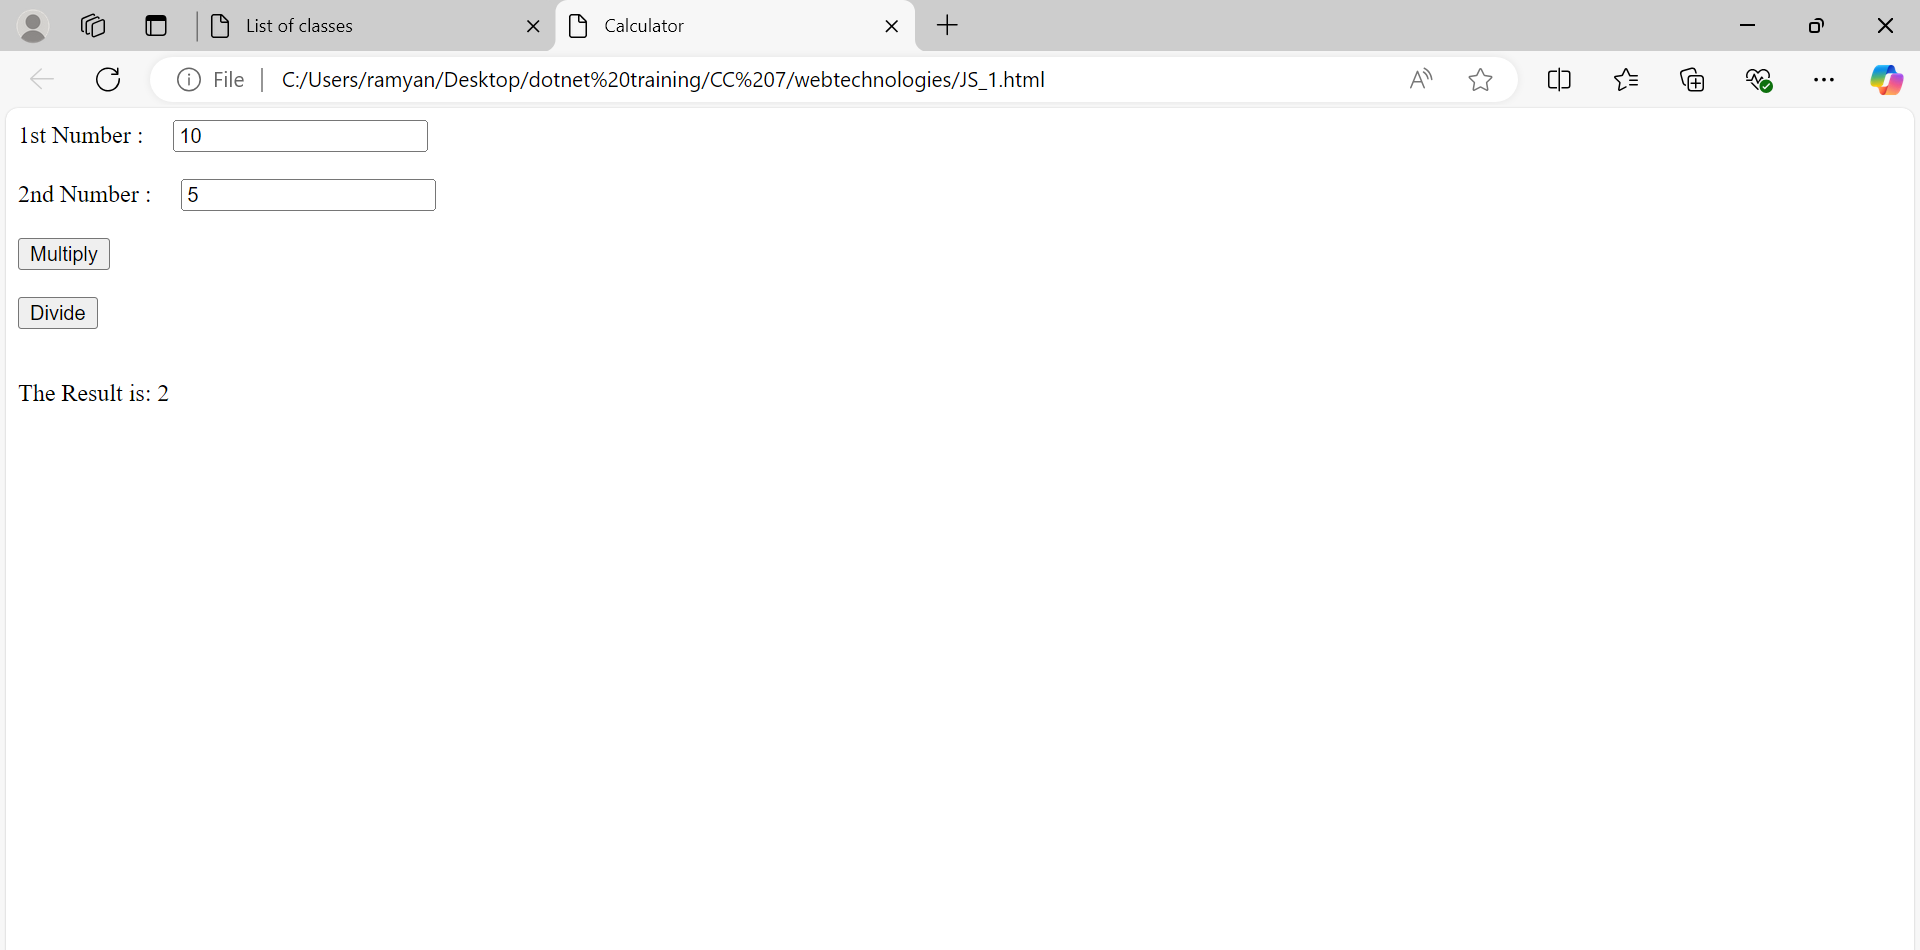 List of classes
Calculator
File C:/Users/ramyan/Desktop/dotnet%20training/CC%207/webtechnologies/JS_1.html
1st Number : 10
2nd Number : 5
Multiply
Divide
The Result is: 2